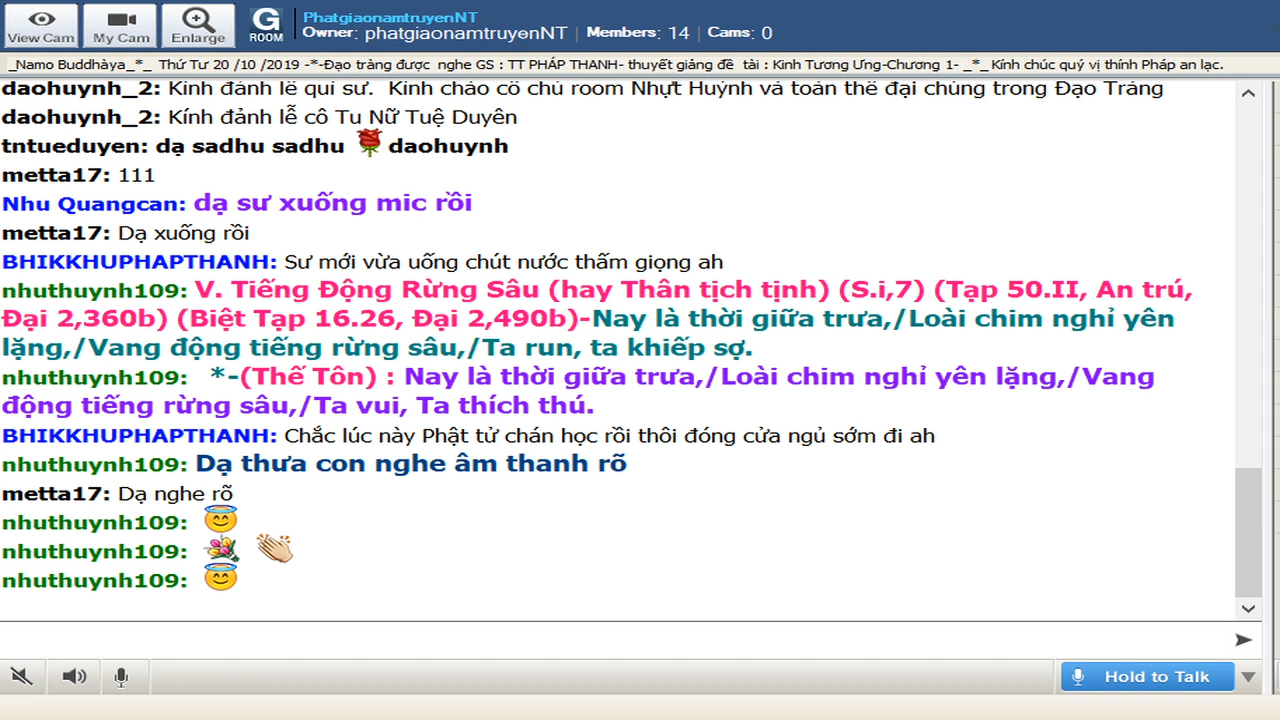 View Cam
My Cam
Enlarge
G
ROOM
PhatgiaonamtruyenNT
Owner: phatgiaonamtruyenNT | Members: 14 | Cams: 0
_Namo Buddhàya_*_ Thứ Tư 20 /10 /2019 -*-Đạo tràng được nghe GS : TT PHÁP THANH- thuyết giảng đề tài : Kinh Tương Ưng-Chương 1- _*_ Kính chúc quý vị thính Pháp an lạc.
daohuynh_2: Kính đảnh lễ quí sư. Kính chào cô chủ room Nhựt Huỳnh và toàn thể đại chúng trong Đạo Tràng
daohuynh_2: Kính đảnh lễ cô Tu Nữ Tuệ Duyên
tntueduyen: dạ sadhu sadhu daohuynh
metta17: 111
Nhu Quangcan: dạ sư xuống mic rồi
metta17: Dạ xuống rồi
BHIKKHUPHAPTHANH: Sư mới vừa uống chút nước thấm giọng ah
nhuthuynh109: V. Tiếng Động Rừng Sâu (hay Thân tịch tịnh) (S.i,7) (Tạp 50.II, An trú,
Đại 2,360b) (Biệt Tạp 16.26, Đại 2,490b)-Nay là thời giữa trưa,/Loài chim nghỉ yên
lặng,/Vang động tiếng rừng sâu,/Ta run, ta khiếp sợ.
nhuthuynh109: *-(Thế Tôn) : Nay là thời giữa trưa,/Loài chim nghỉ yên lặng,/Vang
động tiếng rừng sâu,/Ta vui, Ta thích thú.
BHIKKHUPHAPTHANH: Chắc lúc này Phật tử chán học rồi thôi đóng cửa ngủ sớm đi ah
nhuthuynh109: Dạ thưa con nghe âm thanh rõ
metta17: Dạ nghe rõ
nhuthuynh109:
nhuthuynh109:
nhuthuynh109:
Hold to Talk